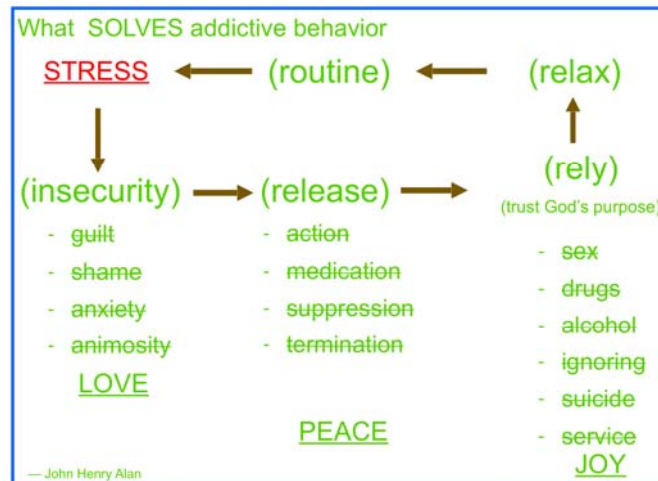 What SOLVES addictive behavior
STRESS (routine) (relax)
(insecurity) (release) (rely)
(trust God's purpose)
- guilt
- shame
- anxiety
- animosity
LOVE
- action
- medication
- suppression
- termination
PEACE
- sex
- drugs
- alcohol
- ignoring
- suicide
- service
JOY
— John Henry Alan